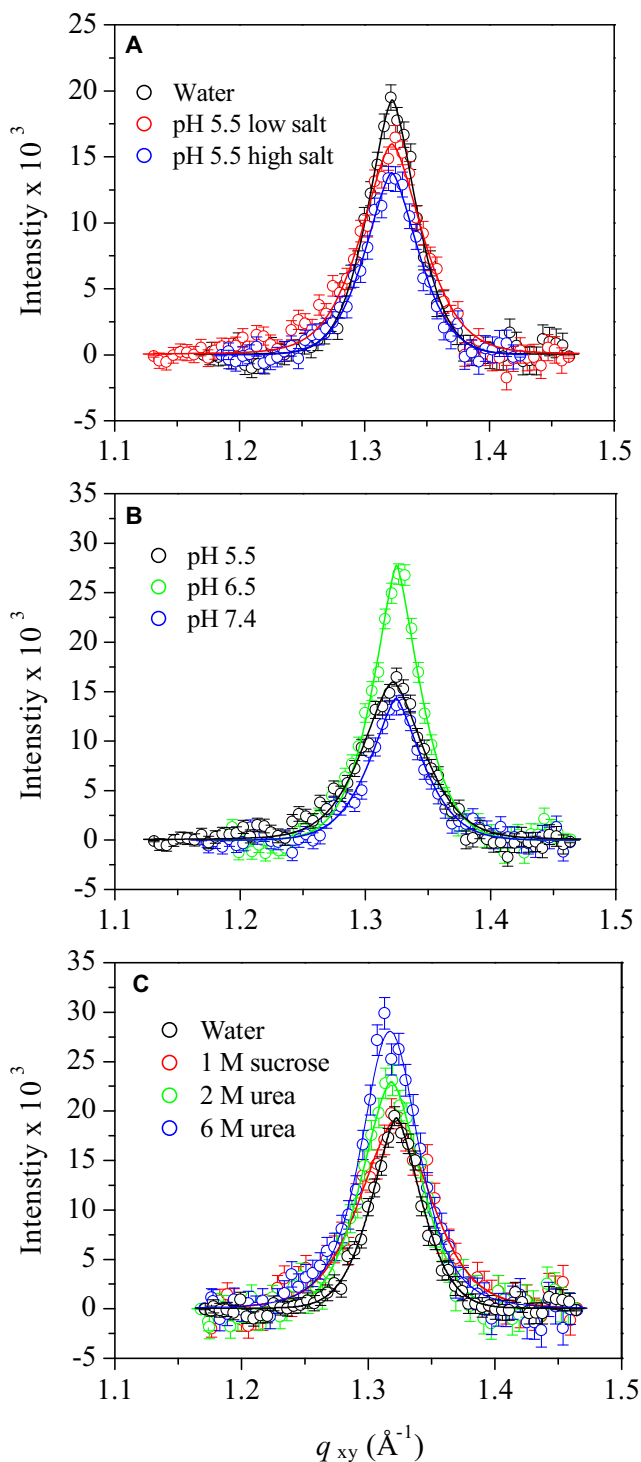 A
Water
pH 5.5 low salt
pH 5.5 high salt
Intenstiy x 10 3
25
20
15
10
5
0
-5
1.1 1.2 1.3 1.4 1.5
B
pH 5.5
pH 6.5
pH 7.4
Intenstiy x 10 3
35
30
25
20
15
10
5
0
-5
1.1 1.2 1.3 1.4 1.5
C
Water
1 M sucrose
2 M urea
6 M urea
Intenstiy x 10 3
35
30
25
20
15
10
5
0
-5
1.1 1.2 1.3 1.4 1.5
q xy (Å-1)